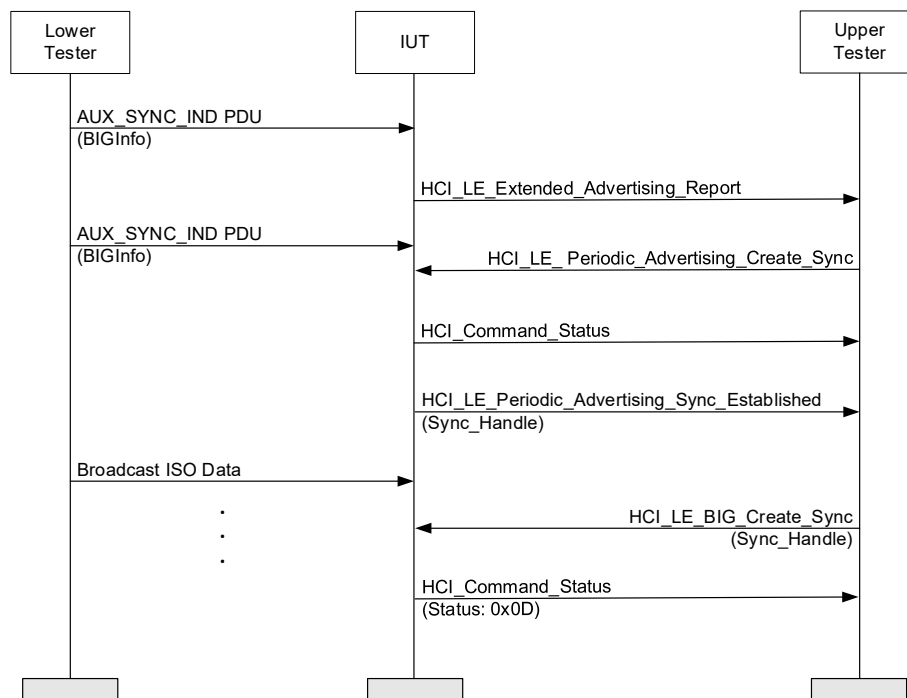 Lower
Tester
IUT
Upper
Tester
AUX_SYNC_IND PDU
(BIGInfo)
HCI_LE_Extended_Advertising_Report
AUX_SYNC_IND PDU
(BIGInfo)
HCI_LE_ Periodic_Advertising_Create_Sync
HCI_Command_Status
HCI_LE_Periodic_Advertising_Sync_Established
(Sync_Handle)
Broadcast ISO Data
.
.
.
HCI_LE_BIG_Create_Sync
(Sync_Handle)
HCI_Command_Status
(Status: 0x0D)